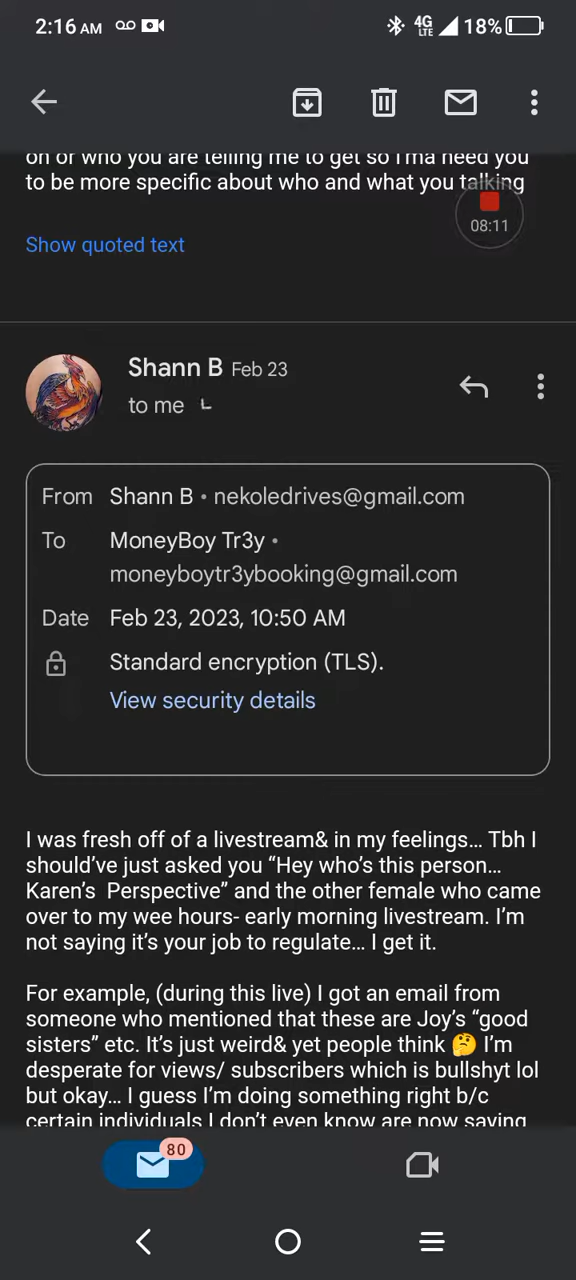 2:16 AM
4G
LTE
18%
on or who you are telling me to get so I'ma need you
to be more specific about who and what you talking
08:11
Show quoted text
Shann B Feb 23
to me
From Shann B • nekoledrives@gmail.com
To MoneyBoy Tr3y •
moneyboytr3ybooking@gmail.com
Date Feb 23, 2023, 10:50 AM
Standard encryption (TLS).
View security details
I was fresh off of a livestream& in my feelings… Tbh I
should've just asked you “Hey who's this person…
Karen's Perspective” and the other female who came
over to my wee hours- early morning livestream. I'm
not saying it's your job to regulate… I get it.
For example, (during this live) I got an email from
someone who mentioned that these are Joy's “good
sisters” etc. It's just weird& yet people think 🤔 I'm
desperate for views/ subscribers which is bullshyt lol
but okay… I guess I'm doing something right b/c
certain individuals I don't even know are now saying
80